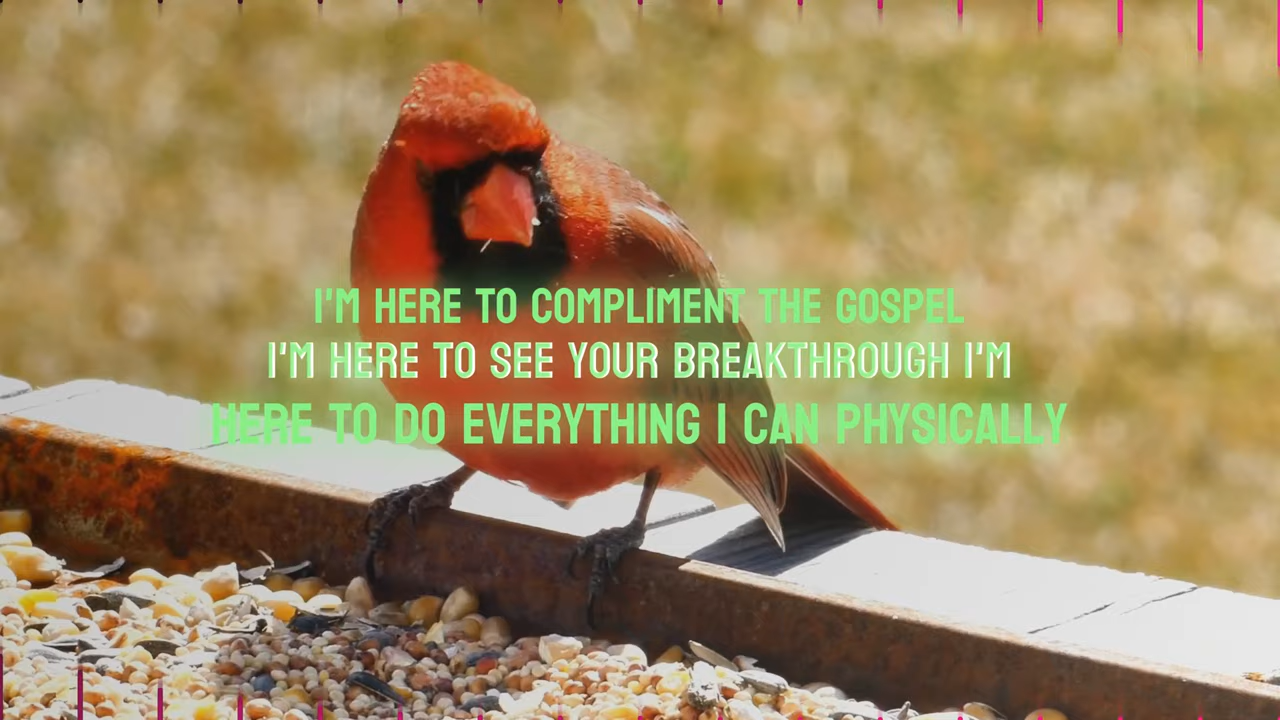 I'M HERE TO COMPLIMENT THE GOSPEL
I'M HERE TO SEE YOUR BREAKTHROUGH I'M
HERE TO DO EVERYTHING I CAN PHYSICALLY